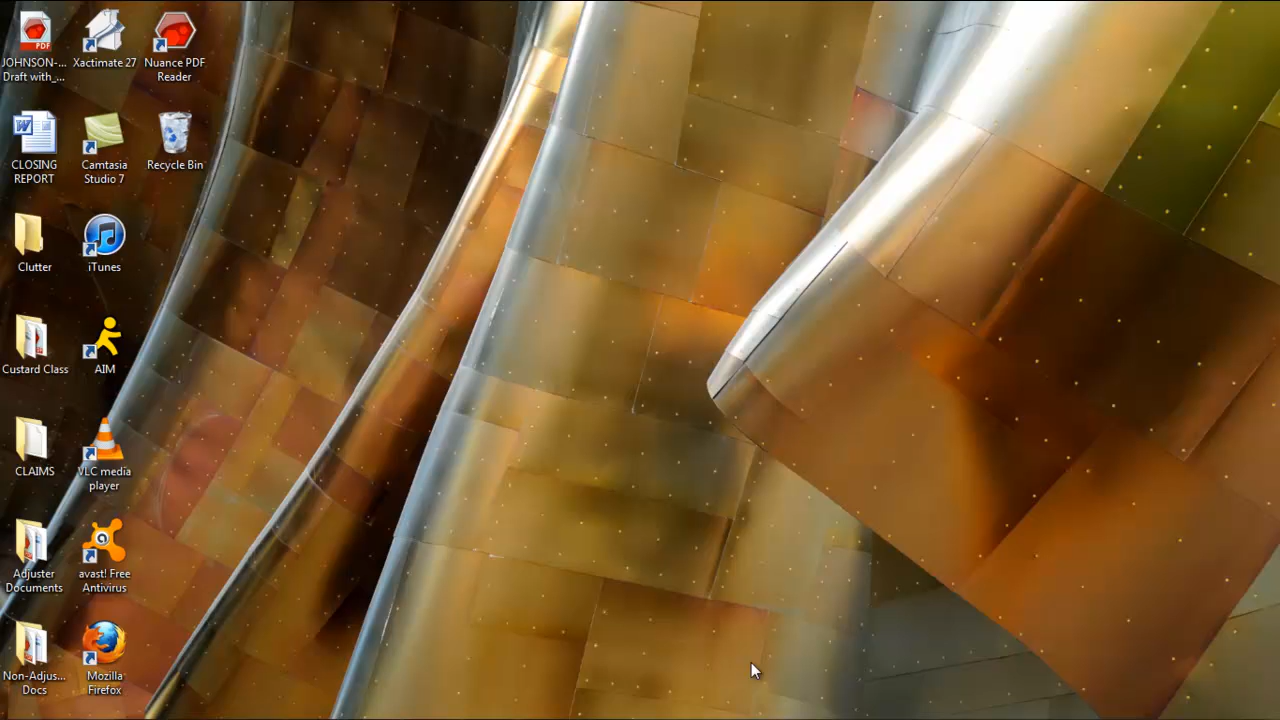 JOHNSON-...
Draft with_...
Xactimate 27
Nuance PDF
Reader
PDF
CLOSING
REPORT
Camtasia
Studio 7
Recycle Bin
Clutter
iTunes
Custard Class
AIM
CLAIMS
VLC media
player
Adjuster
Documents
avast! Free
Antivirus
Non-Adjus...
Docs
Mozilla
Firefox